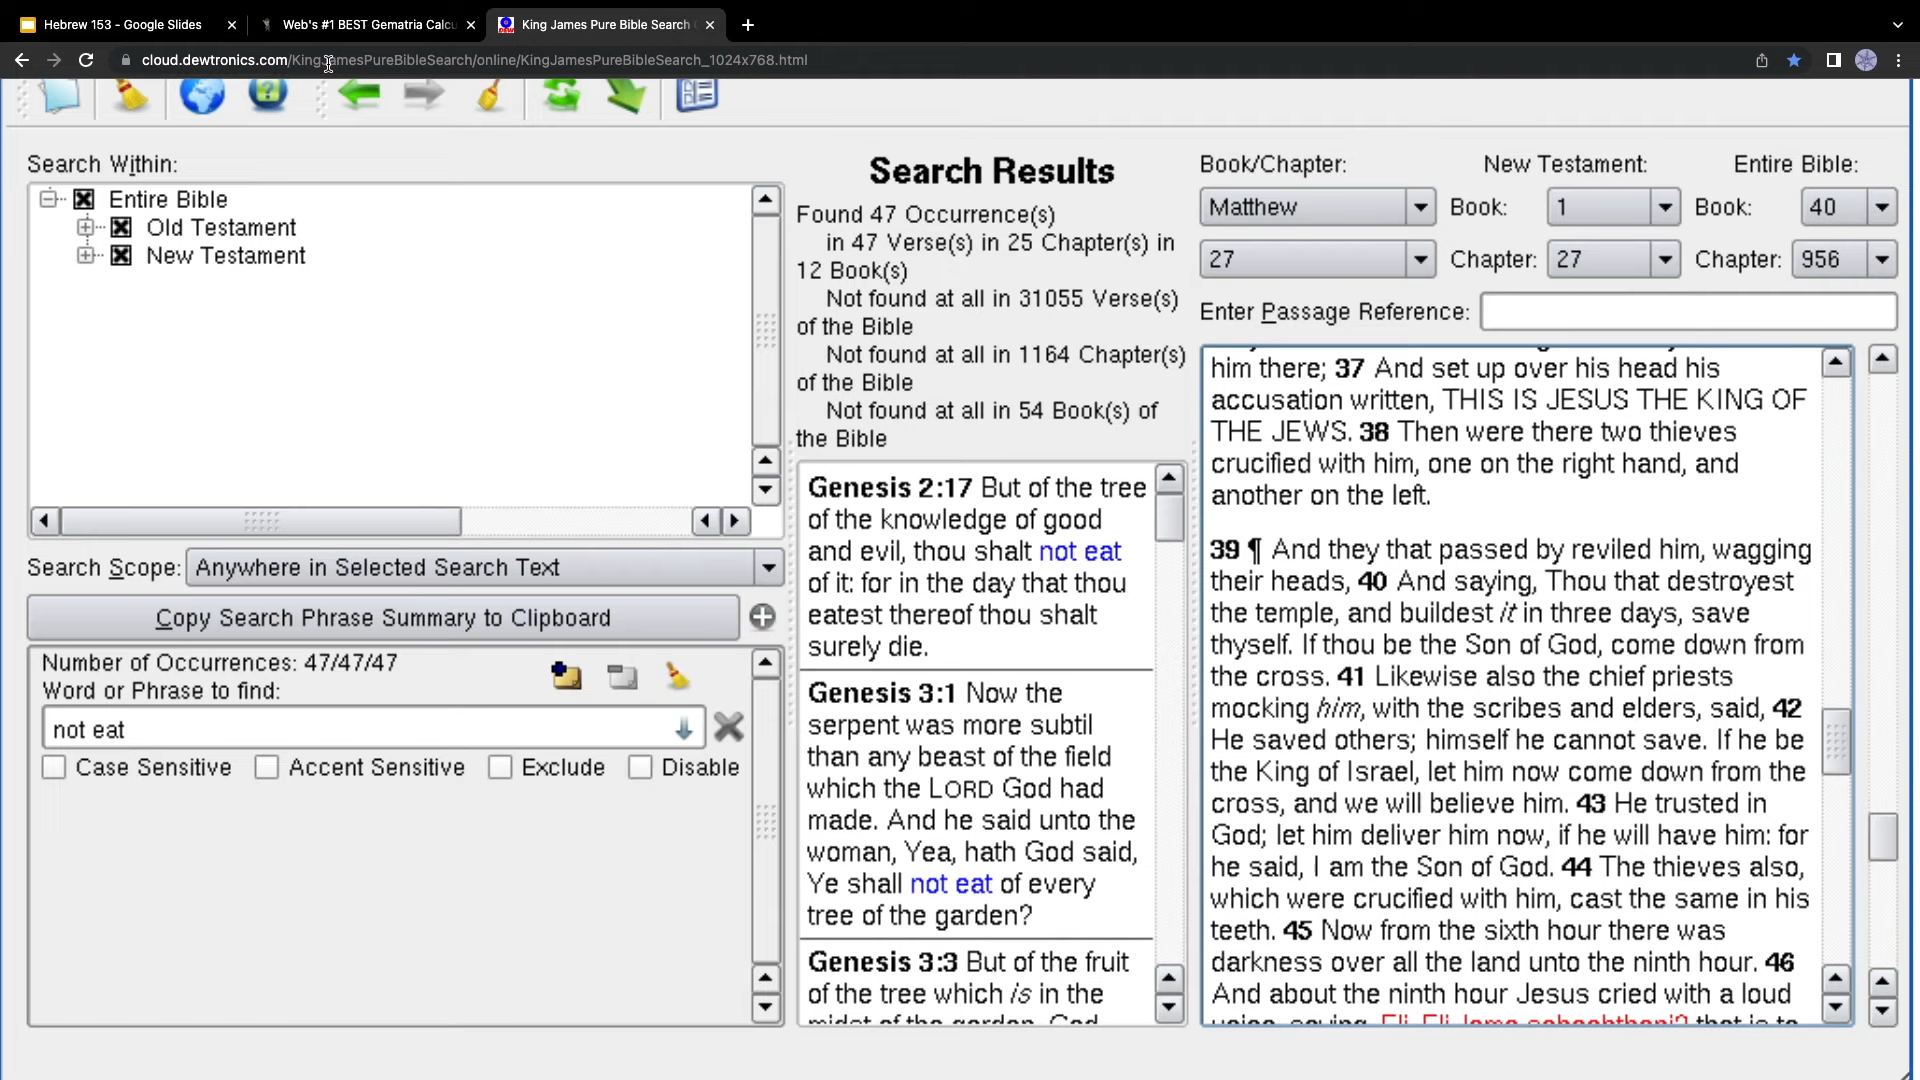 Hebrew 153 - Google Slides
Web's #1 BEST Gematria Calcu
King James Pure Bible Search
cloud.dewtronics.com/KingJamesPureBibleSearch/online/KingJamesPureBibleSearch_1024x768.html
Search Within:
Entire Bible
Old Testament
New Testament
Search Scope: Anywhere in Selected Search Text
Copy Search Phrase Summary to Clipboard
Number of Occurrences: 47/47/47
Word or Phrase to find:
not eat
Case Sensitive Accent Sensitive Exclude Disable
Search Results
Found 47 Occurrence(s)
in 47 Verse(s) in 25 Chapter(s) in
12 Book(s)
Not found at all in 31055 Verse(s)
of the Bible
Not found at all in 1164 Chapter(s)
of the Bible
Not found at all in 54 Book(s) of
the Bible
Genesis 2:17 But of the tree
of the knowledge of good
and evil, thou shalt not eat
of it: for in the day that thou
eatest thereof thou shalt
surely die.
Genesis 3:1 Now the
serpent was more subtil
than any beast of the field
which the LORD God had
made. And he said unto the
woman, Yea, hath God said,
Ye shall not eat of every
tree of the garden?
Genesis 3:3 But of the fruit
of the tree which is in the
midst of the garden, God
Book/Chapter: New Testament: Entire Bible:
Matthew Book: 1 Book: 40
27 Chapter: 27 Chapter: 956
Enter Passage Reference:
him there; 37 And set up over his head his
accusation written, THIS IS JESUS THE KING OF
THE JEWS. 38 Then were there two thieves
crucified with him, one on the right hand, and
another on the left.
39 ¶ And they that passed by reviled him, wagging
their heads, 40 And saying, Thou that destroyest
the temple, and buildest it in three days, save
thyself. If thou be the Son of God, come down from
the cross. 41 Likewise also the chief priests
mocking him, with the scribes and elders, said, 42
He saved others; himself he cannot save. If he be
the King of Israel, let him now come down from the
cross, and we will believe him. 43 He trusted in
God; let him deliver him now, if he will have him: for
he said, I am the Son of God. 44 The thieves also,
which were crucified with him, cast the same in his
teeth. 45 Now from the sixth hour there was
darkness over all the land unto the ninth hour. 46
And about the ninth hour Jesus cried with a loud
voice, saying, Eli, Eli, lama sabachthani? that is to